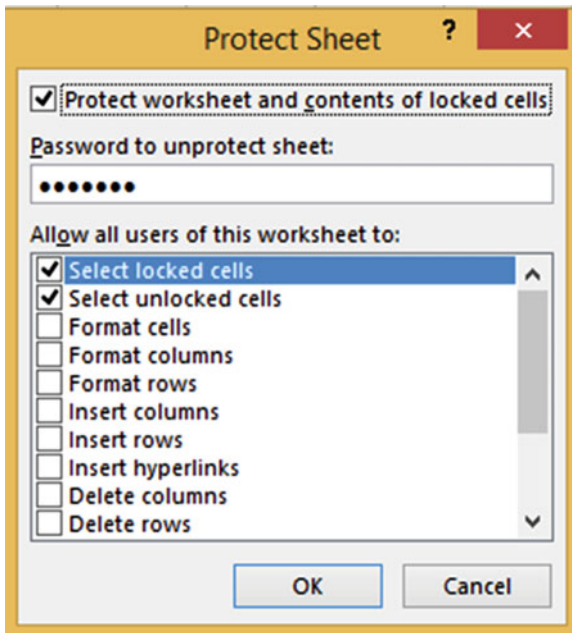 Protect Sheet ? ×
Protect worksheet and contents of locked cells
Password to unprotect sheet:
•••••••
Allow all users of this worksheet to:
Select locked cells
Select unlocked cells
Format cells
Format columns
Format rows
Insert columns
Insert rows
Insert hyperlinks
Delete columns
Delete rows
OK Cancel